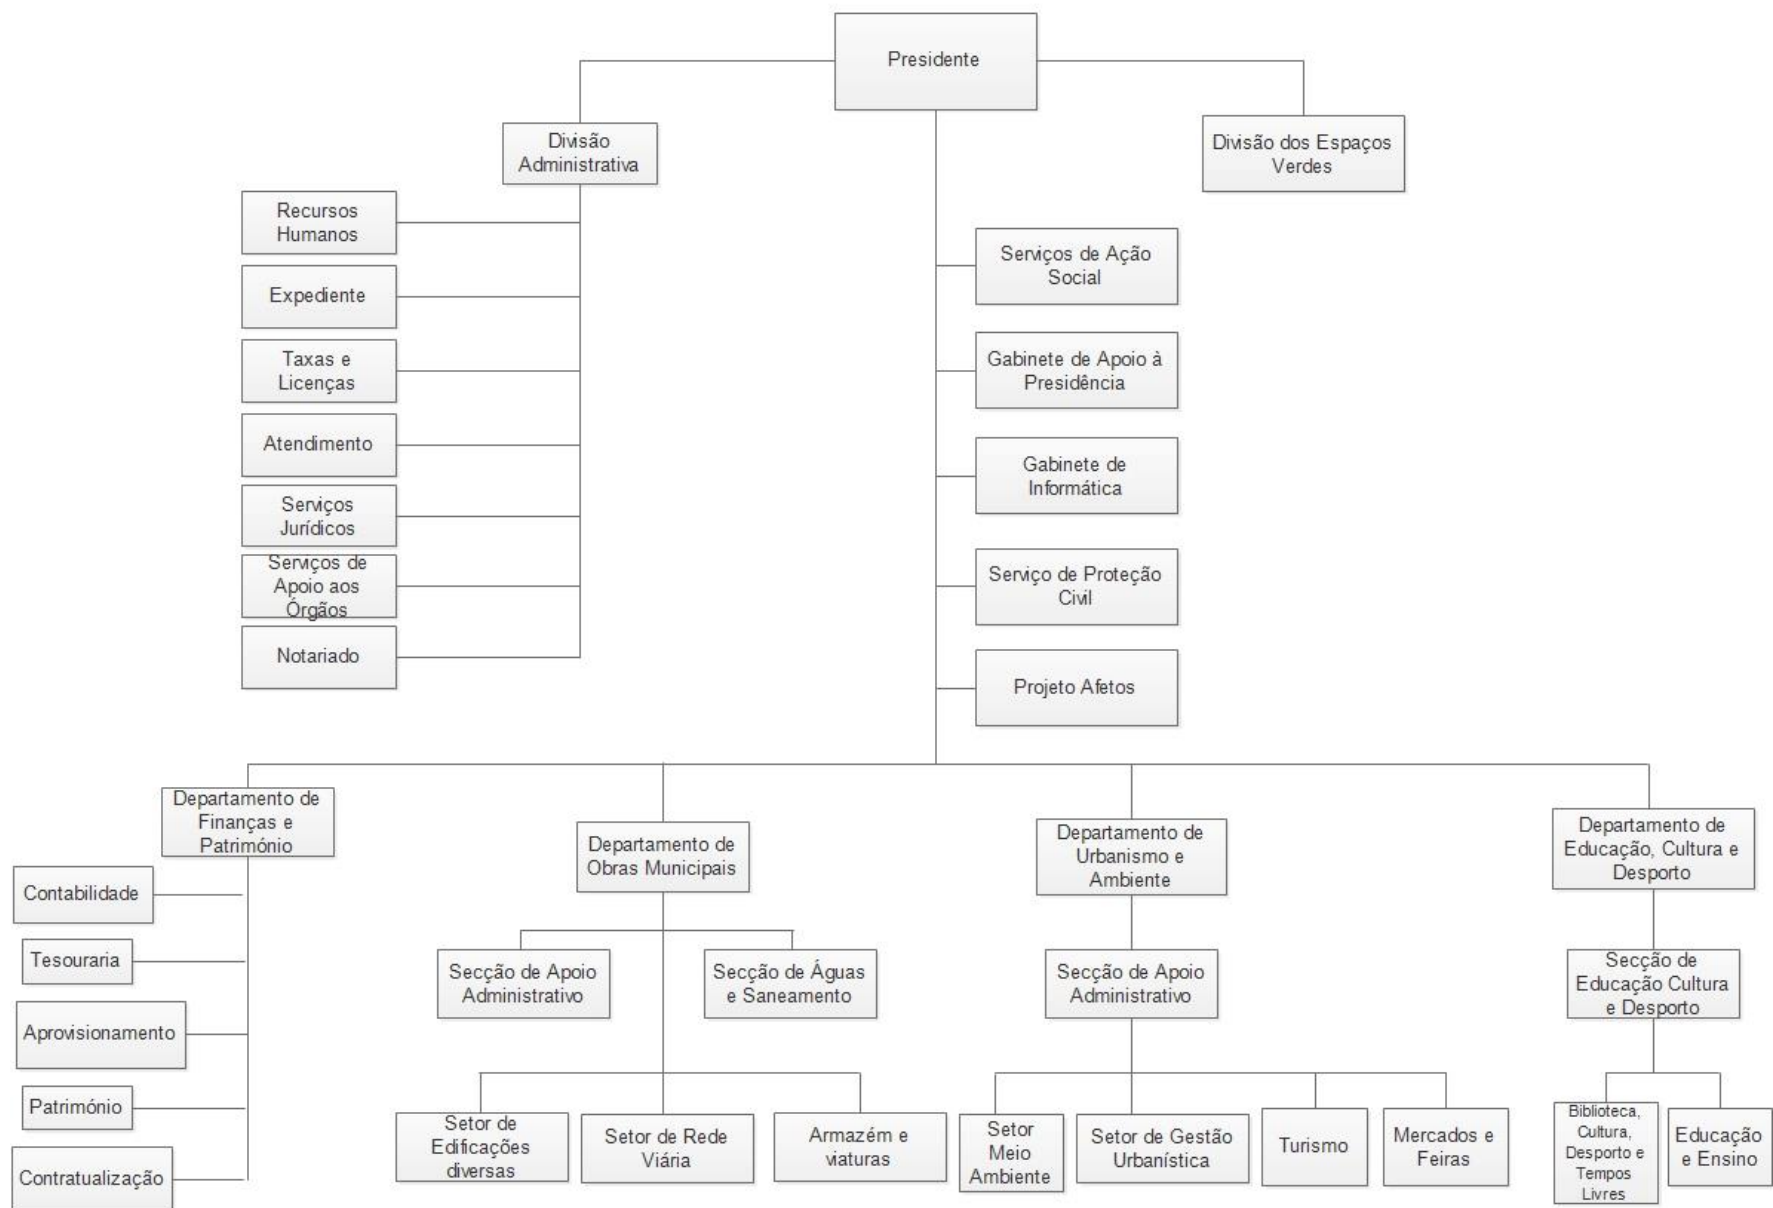 Presidente
Divisão
Administrativa
Divisão dos Espaços
Verdes
Recursos
Humanos
Expediente
Taxas e
Licenças
Atendimento
Serviços
Jurídicos
Serviços de
Apoio aos
Órgãos
Notariado
Serviços de Ação
Social
Gabinete de Apoio à
Presidência
Gabinete de
Informática
Serviço de Proteção
Civil
Projeto Afetos
Departamento de
Finanças e
Património
Contabilidade
Tesouraria
Aprovisionamento
Património
Contratualização
Departamento de
Obras Municipais
Secção de Apoio
Administrativo
Secção de Águas
e Saneamento
Setor de
Edificações
diversas
Setor de Rede
Viária
Armazém e
viaturas
Departamento de
Urbanismo e
Ambiente
Secção de Apoio
Administrativo
Setor
Meio
Ambiente
Setor de Gestão
Urbanística
Turismo
Mercados e
Feiras
Departamento de
Educação, Cultura e
Desporto
Secção de
Educação Cultura
e Desporto
Biblioteca,
Cultura,
Desporto e
Tempos
Livres
Educação
e Ensino